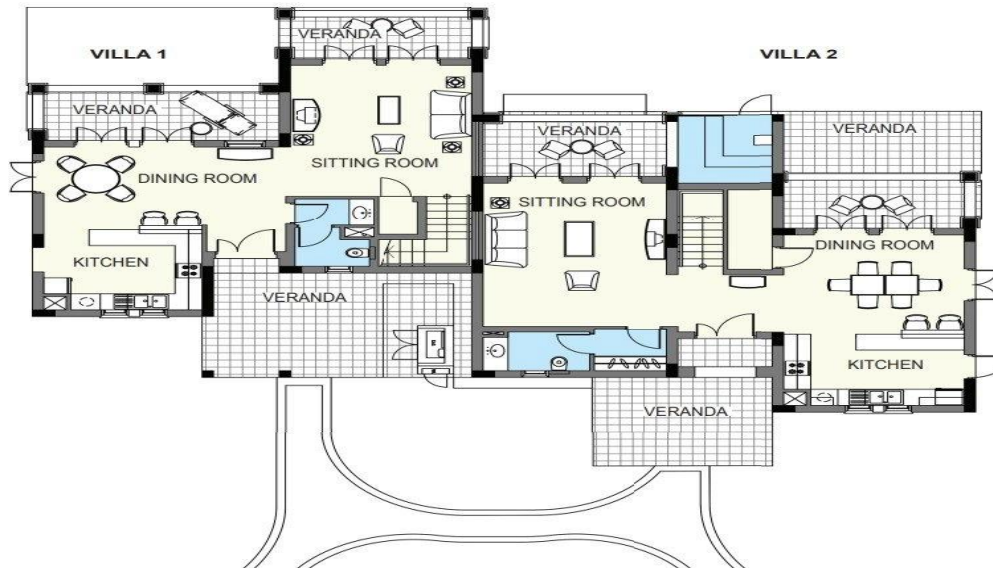 VERANDA
VILLA 1
VILLA 2
VERANDA
VERANDA
VERANDA
SITTING ROOM
DINING ROOM
SITTING ROOM
DINING ROOM
KITCHEN
VERANDA
KITCHEN
VERANDA